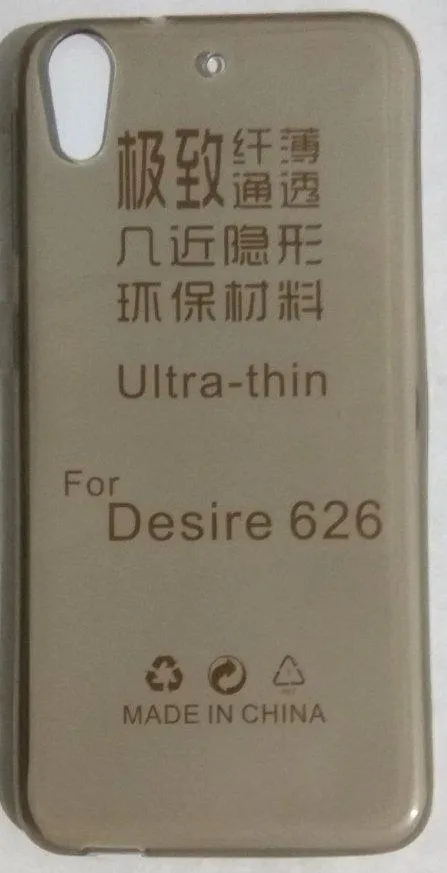 极致纤薄
通透
几近隐形
环保材料
Ultra-thin
For
Desire 626
MADE IN CHINA